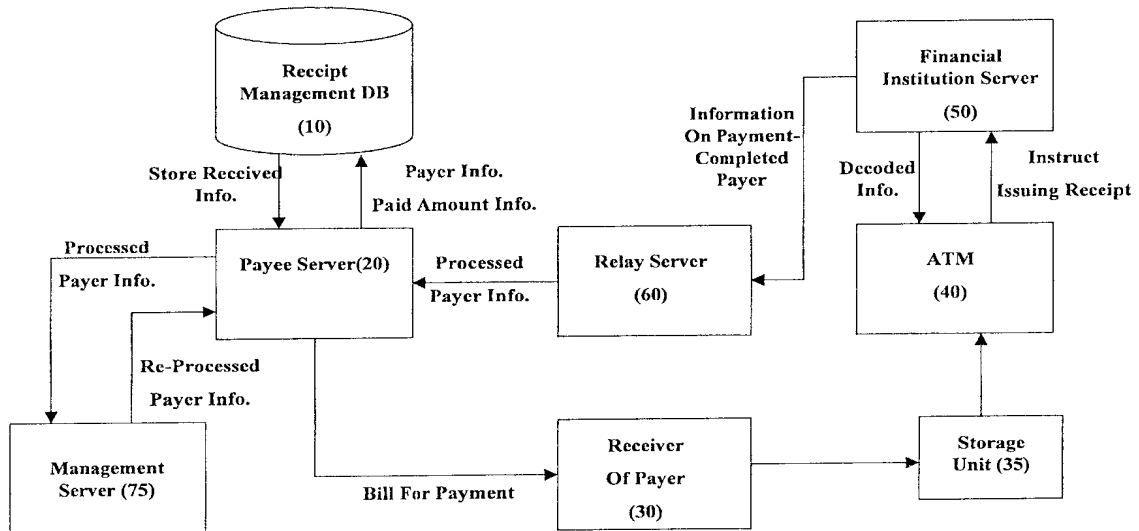 Receipt
Management DB
(10)
Financial
Institution Server
(50)
Information
On Payment-
Completed
Payer
Store Received
Info.
Payer Info.
Paid Amount Info.
Decoded
Info.
Instruct
Issuing Receipt
Processed
Payer Info.
Payee Server(20)
Processed
Payer Info.
Relay Server
(60)
ATM
(40)
Re-Processed
Payer Info.
Management
Server (75)
Bill For Payment
Receiver
Of Payer
(30)
Storage
Unit (35)